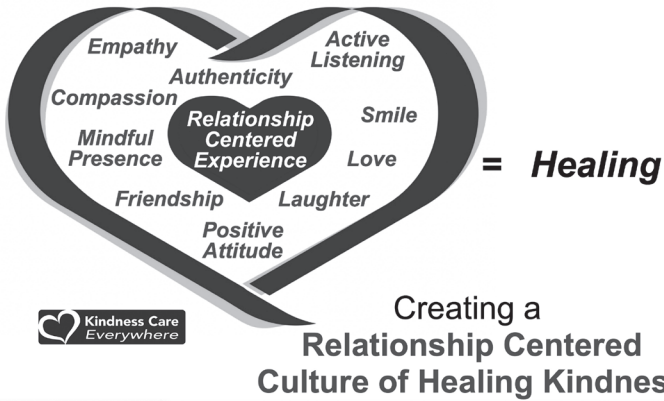 Empathy
Active
Listening
Authenticity
Compassion
Relationship
Centered
Experience
Smile
Mindful
Presence
Love
= Healing
Friendship
Laughter
Positive
Attitude
Kindness Care
Everywhere
Creating a
Relationship Centered
Culture of Healing Kindness